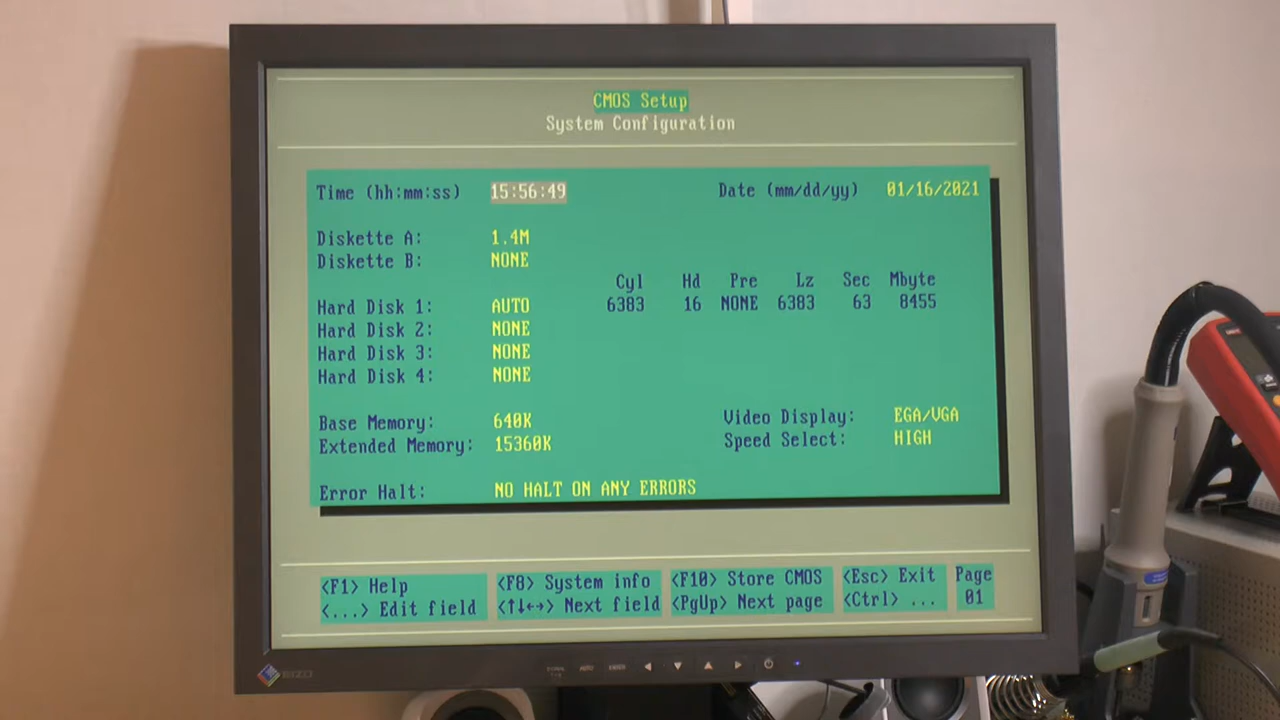 CMOS Setup
System Configuration
Time (hh:mm:ss) 15:56:49 Date (mm/dd/yy) 01/16/2021
Diskette A: 1.4M
Diskette B: NONE
Cyl Hd Pre Lz Sec Mbyte
Hard Disk 1: AUTO 6383 16 NONE 6383 63 8455
Hard Disk 2: NONE
Hard Disk 3: NONE
Hard Disk 4: NONE
Base Memory: 640K Video Display: EGA/VGA
Extended Memory: 15360K Speed Select: HIGH
Error Halt: NO HALT ON ANY ERRORS
<F1> Help <F8> System info <F10> Store CMOS <Esc> Exit Page
<...> Edit field <↑↓←→> Next field <PgUp> Next page <Ctrl> ... 01
EIZO